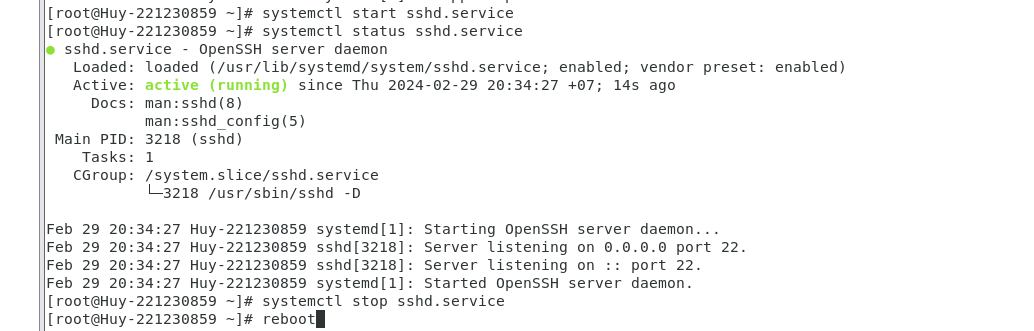 [root@Huy-221230859 ~]# systemctl start sshd.service
[root@Huy-221230859 ~]# systemctl status sshd.service
● sshd.service - OpenSSH server daemon
   Loaded: loaded (/usr/lib/systemd/system/sshd.service; enabled; vendor preset: enabled)
   Active: active (running) since Thu 2024-02-29 20:34:27 +07; 14s ago
     Docs: man:sshd(8)
           man:sshd_config(5)
 Main PID: 3218 (sshd)
    Tasks: 1
   CGroup: /system.slice/sshd.service
           └─3218 /usr/sbin/sshd -D

Feb 29 20:34:27 Huy-221230859 systemd[1]: Starting OpenSSH server daemon...
Feb 29 20:34:27 Huy-221230859 sshd[3218]: Server listening on 0.0.0.0 port 22.
Feb 29 20:34:27 Huy-221230859 sshd[3218]: Server listening on :: port 22.
Feb 29 20:34:27 Huy-221230859 systemd[1]: Started OpenSSH server daemon.
[root@Huy-221230859 ~]# systemctl stop sshd.service
[root@Huy-221230859 ~]# reboot